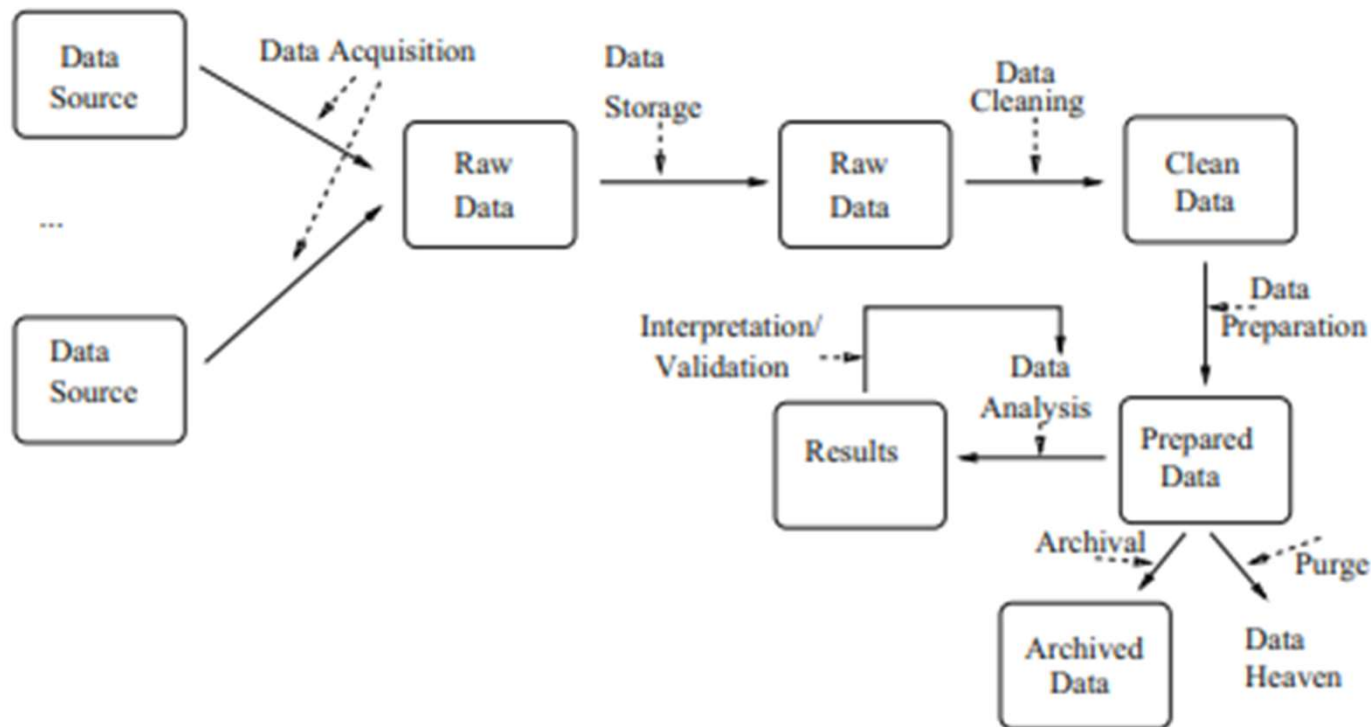 Data
Source
Data Acquisition
Data
Storage
Data
Cleaning
Raw
Data
Raw
Data
Clean
Data
...
Data
Source
Interpretation/
Validation
Data
Analysis
Data
Preparation
Results
Prepared
Data
Archival
Purge
Archived
Data
Data
Heaven